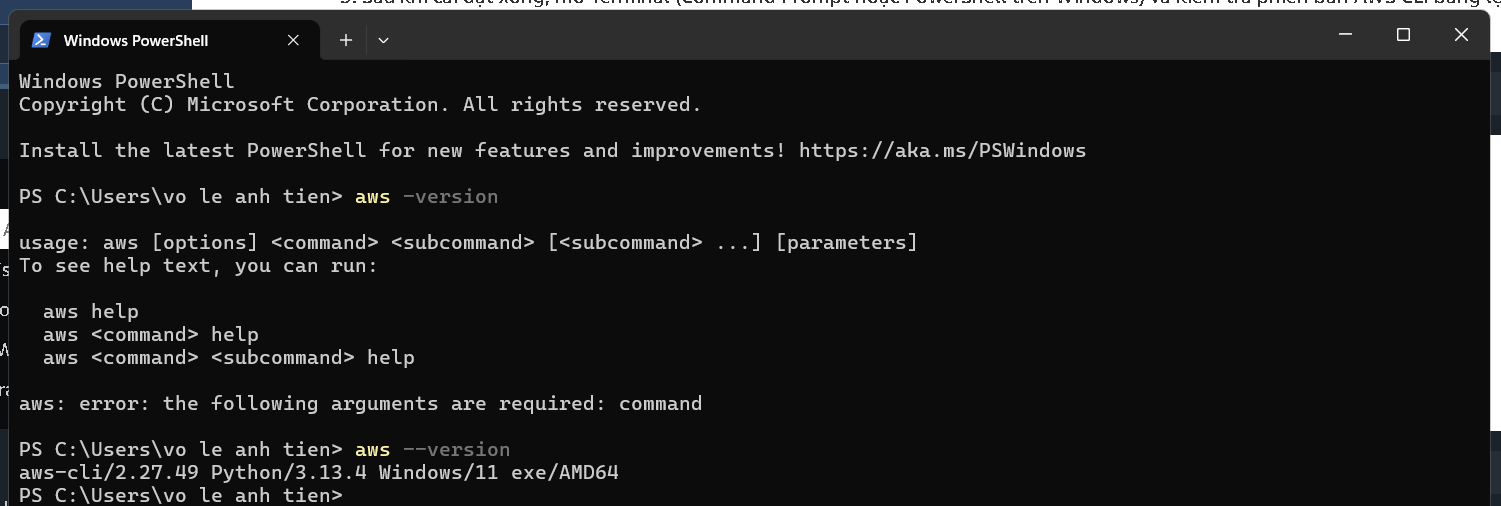 Windows PowerShell
Windows PowerShell
Copyright (C) Microsoft Corporation. All rights reserved.
Install the latest PowerShell for new features and improvements! https://aka.ms/PSWindows
PS C:\Users\vo le anh tien> aws -version
usage: aws [options] <command> <subcommand> [<subcommand> ...] [parameters]
To see help text, you can run:
aws help
aws <command> help
aws <command> <subcommand> help
aws: error: the following arguments are required: command
PS C:\Users\vo le anh tien> aws --version
aws-cli/2.27.49 Python/3.13.4 Windows/11 exe/AMD64
PS C:\Users\vo le anh tien>